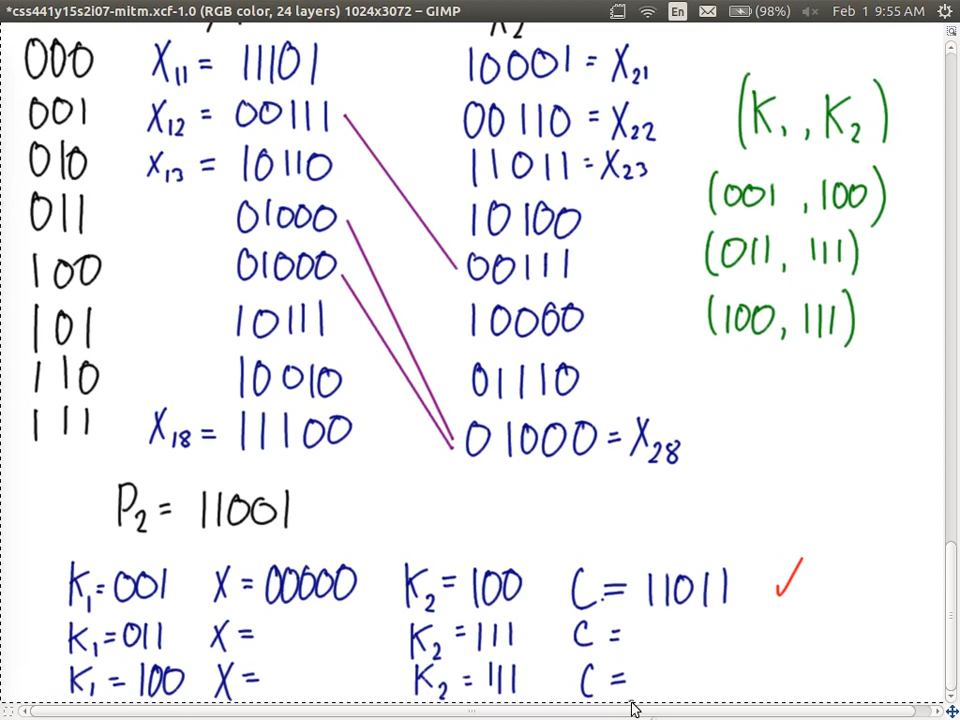 *css441y15s2i07-mitm.xcf-1.0 (RGB color, 24 layers) 1024x3072 – GIMP En (98%) Feb 1 9:55 AM
000 X11 = 11101 10001 = X21
001 X12 = 00111 00110 = X22 (K1, K2)
010 X13 = 10110 11011 = X23
011 01000 10100 (001, 100)
100 01000 00111 (011, 111)
101 10111 10000 (100, 111)
110 10010 01110
111 X18 = 11100 01000 = X28
P2 = 11001
K1=001 X = 00000 K2= 100 C = 11011 ✓
K1=011 X = K2 = 111 C =
K1 = 100 X = K2 = 111 C =